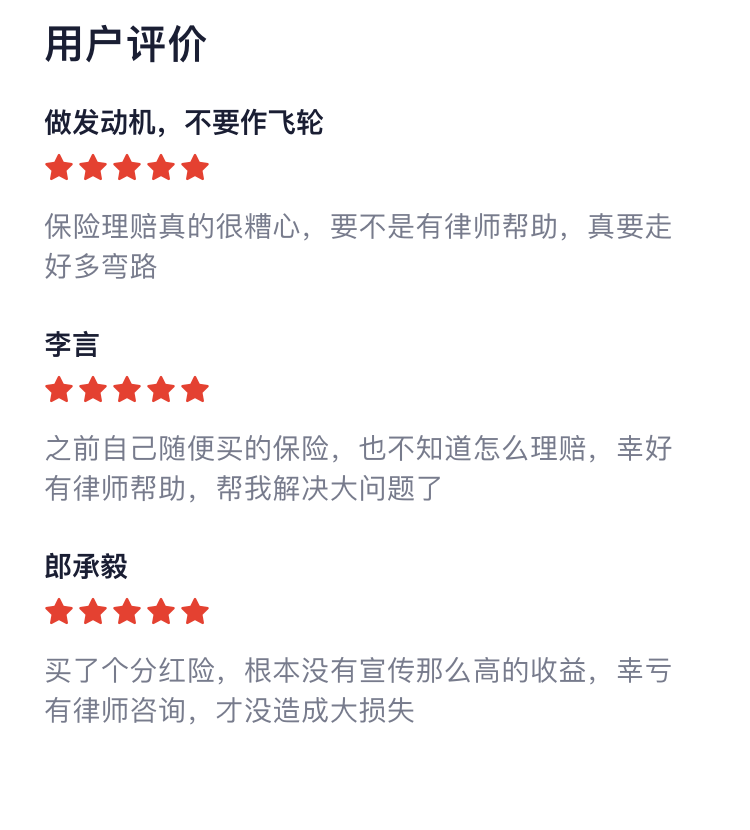 用户评价
做发动机，不要作飞轮
保险理赔真的很糟心，要不是有律师帮助，真要走
好多弯路
李言
之前自己随便买的保险，也不知道怎么理赔，幸好
有律师帮助，帮我解决大问题了
郎承毅
买了个分红险，根本没有宣传那么高的收益，幸亏
有律师咨询，才没造成大损失